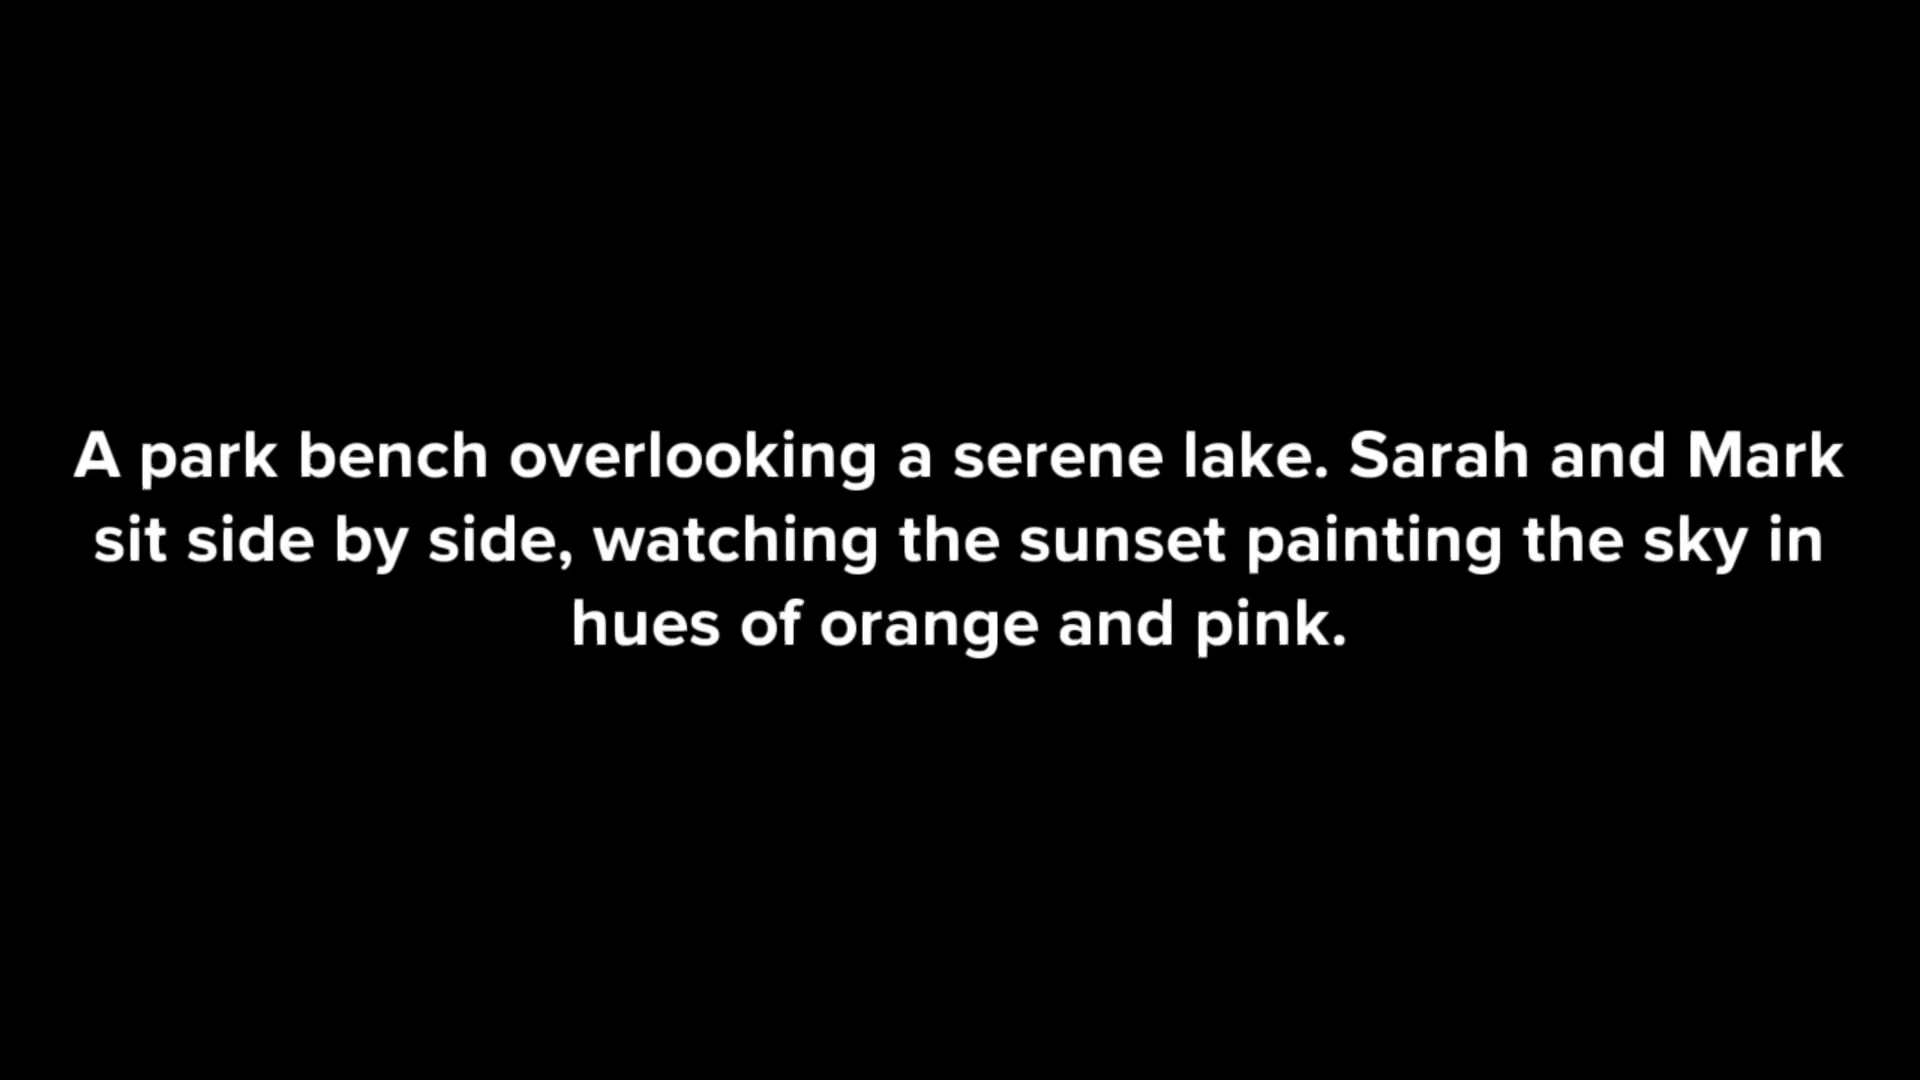 A park bench overlooking a serene lake. Sarah and Mark
sit side by side, watching the sunset painting the sky in
hues of orange and pink.